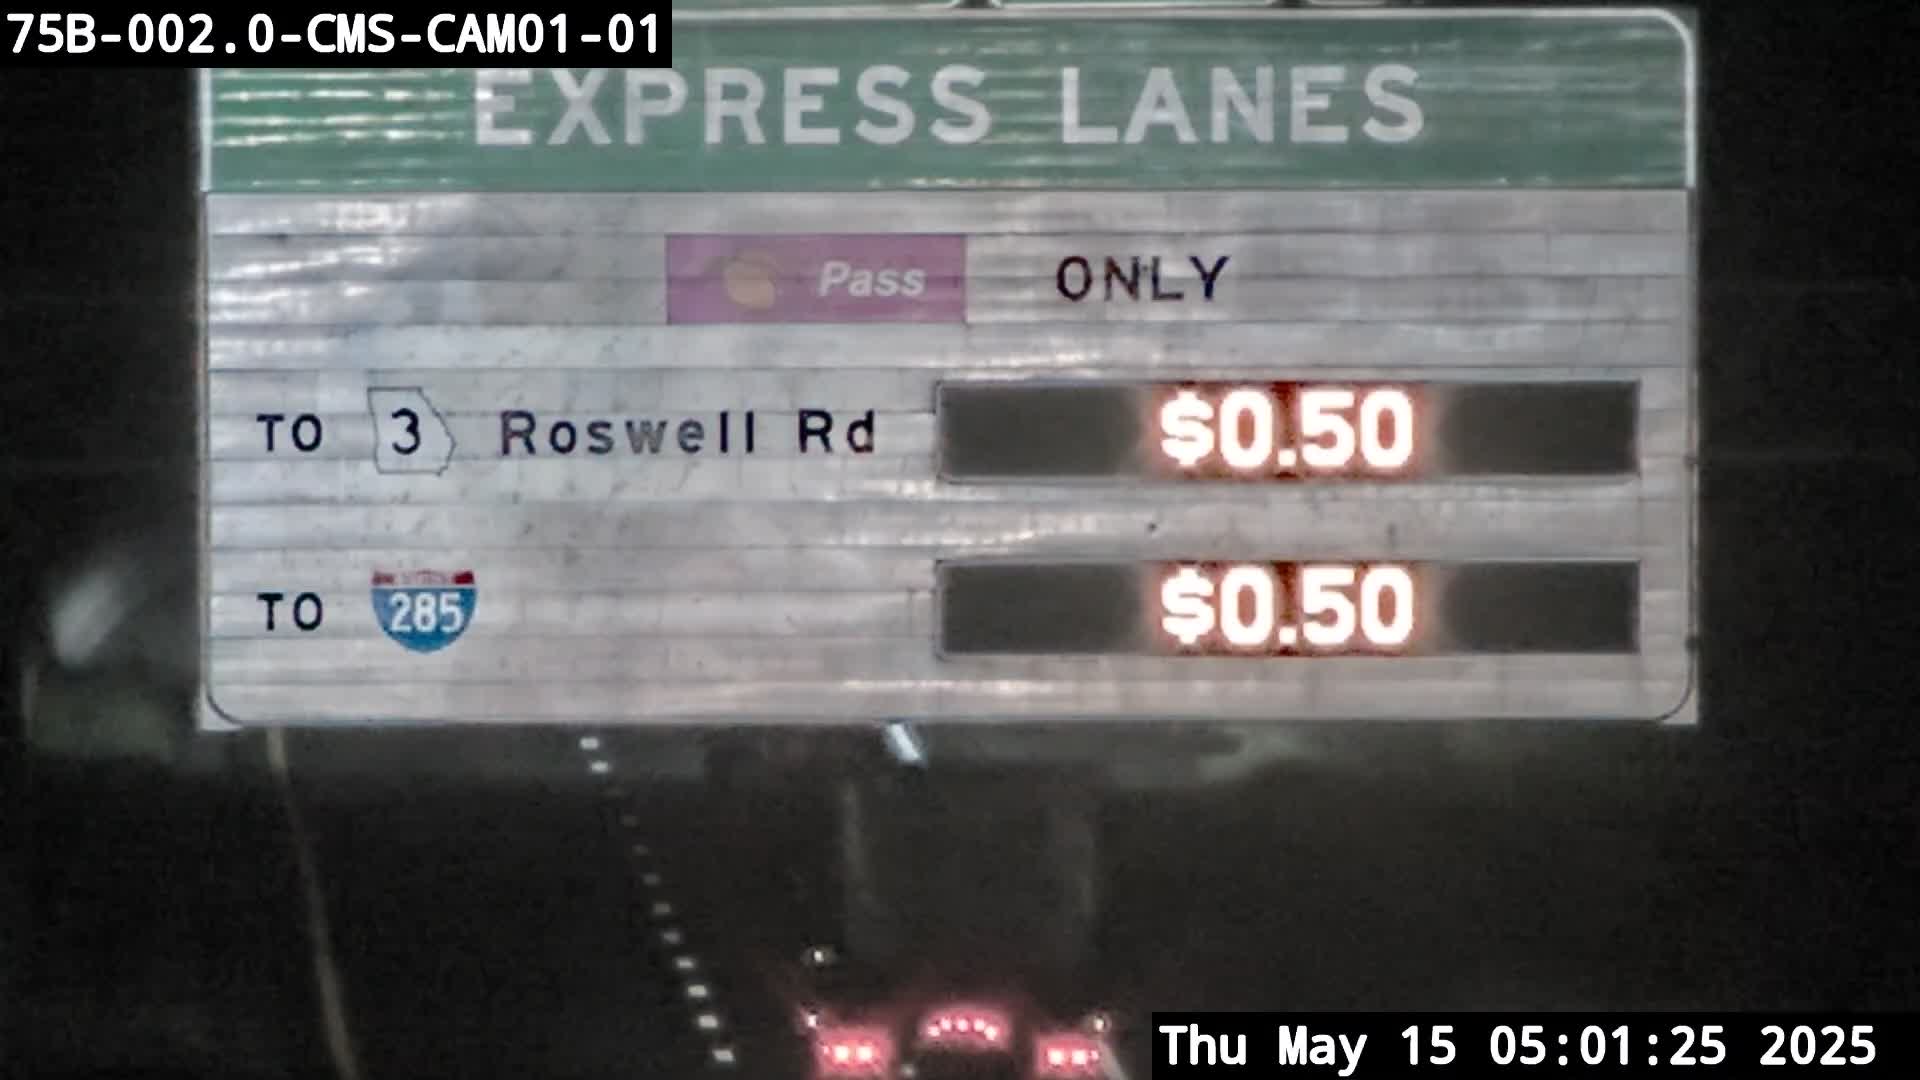 75B-002.0-CMS-CAM01-01
EXPRESS LANES
Pass ONLY
TO 3 Roswell Rd $0.50
TO 285 $0.50
Thu May 15 05:01:25 2025